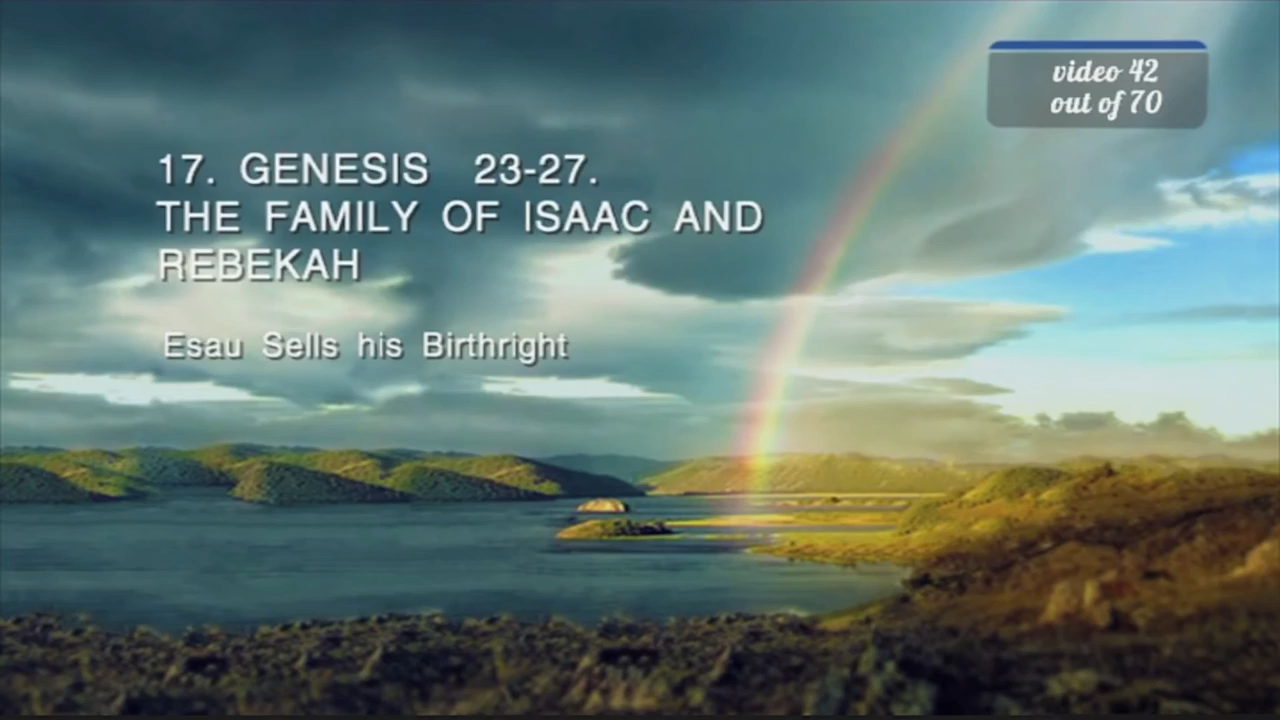 video 42
out of 70
17. GENESIS 23-27.
THE FAMILY OF ISAAC AND
REBEKAH
Esau Sells his Birthright